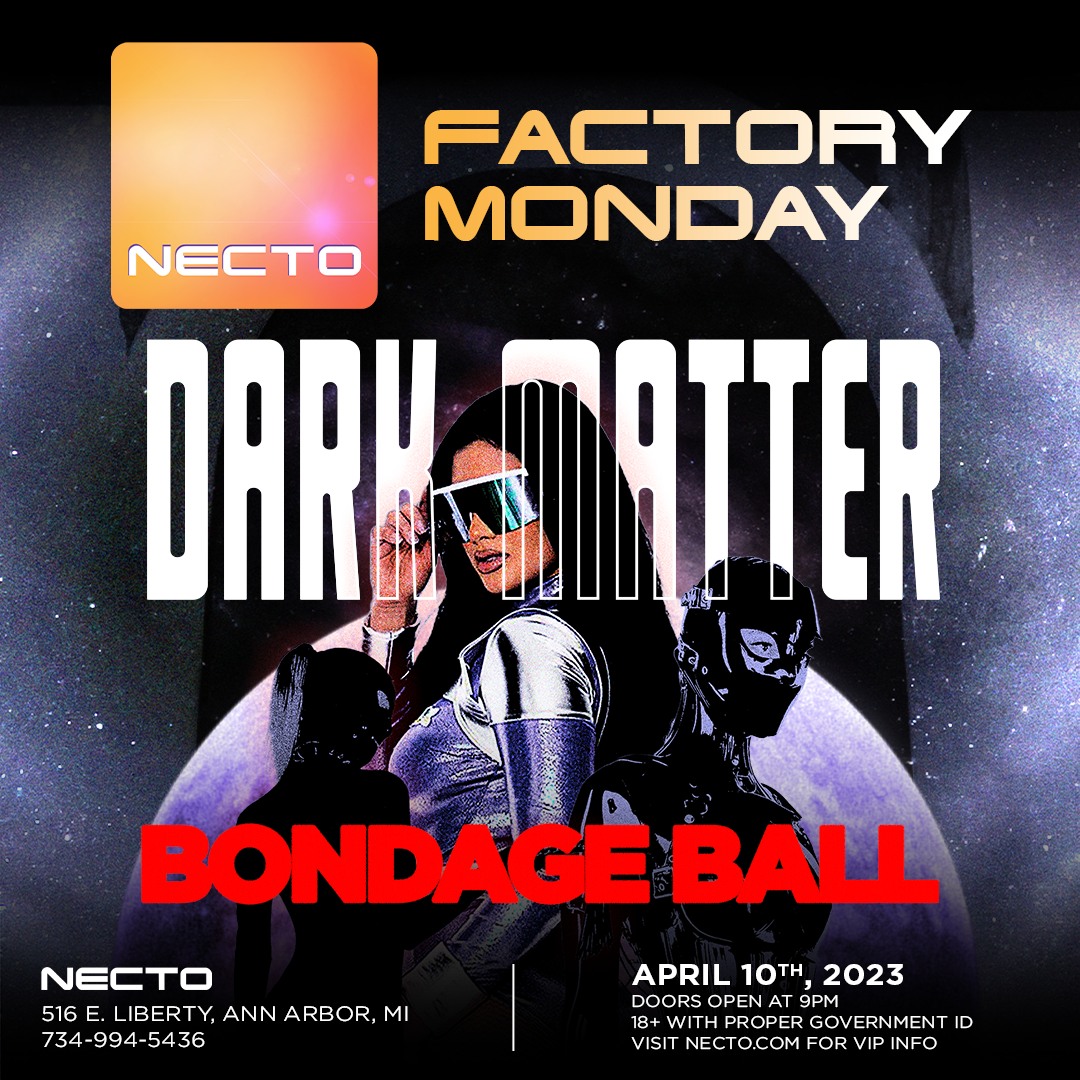 NECTO
FACTORY
MONDAY
DARK MATTER
BONDAGE BALL
NECTO
516 E. LIBERTY, ANN ARBOR, MI
734-994-5436
APRIL 10TH, 2023
DOORS OPEN AT 9PM
18+ WITH PROPER GOVERNMENT ID
VISIT NECTO.COM FOR VIP INFO